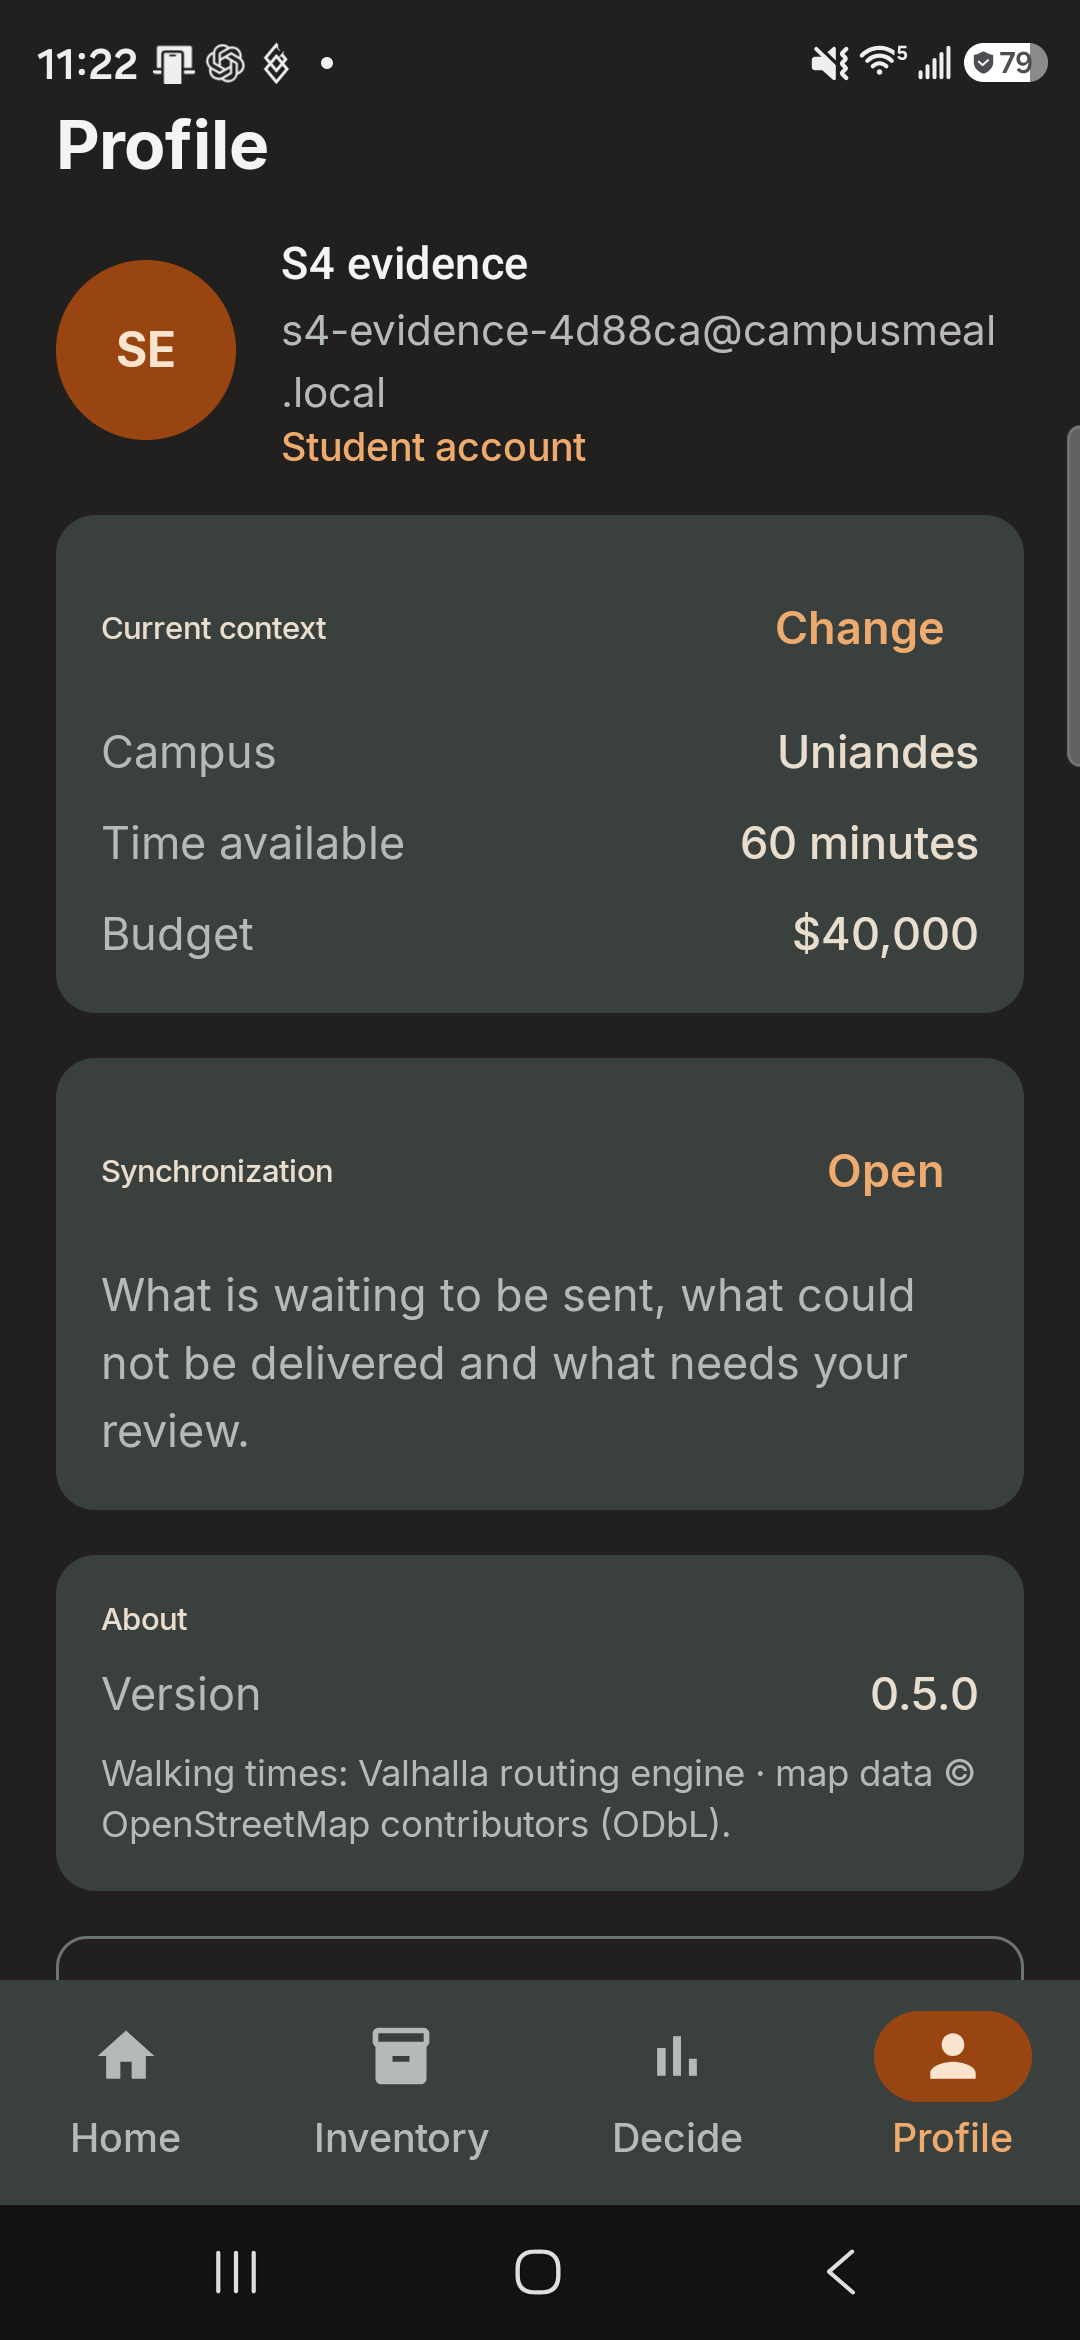 11:22
5
79
Profile
SE
S4 evidence
s4-evidence-4d88ca@campusmeal
.local
Student account
Current context
Change
Campus
Uniandes
Time available
60 minutes
Budget
$40,000
Synchronization
Open
What is waiting to be sent, what could
not be delivered and what needs your
review.
About
Version
0.5.0
Walking times: Valhalla routing engine · map data ©
OpenStreetMap contributors (ODbL).
Home
Inventory
Decide
Profile